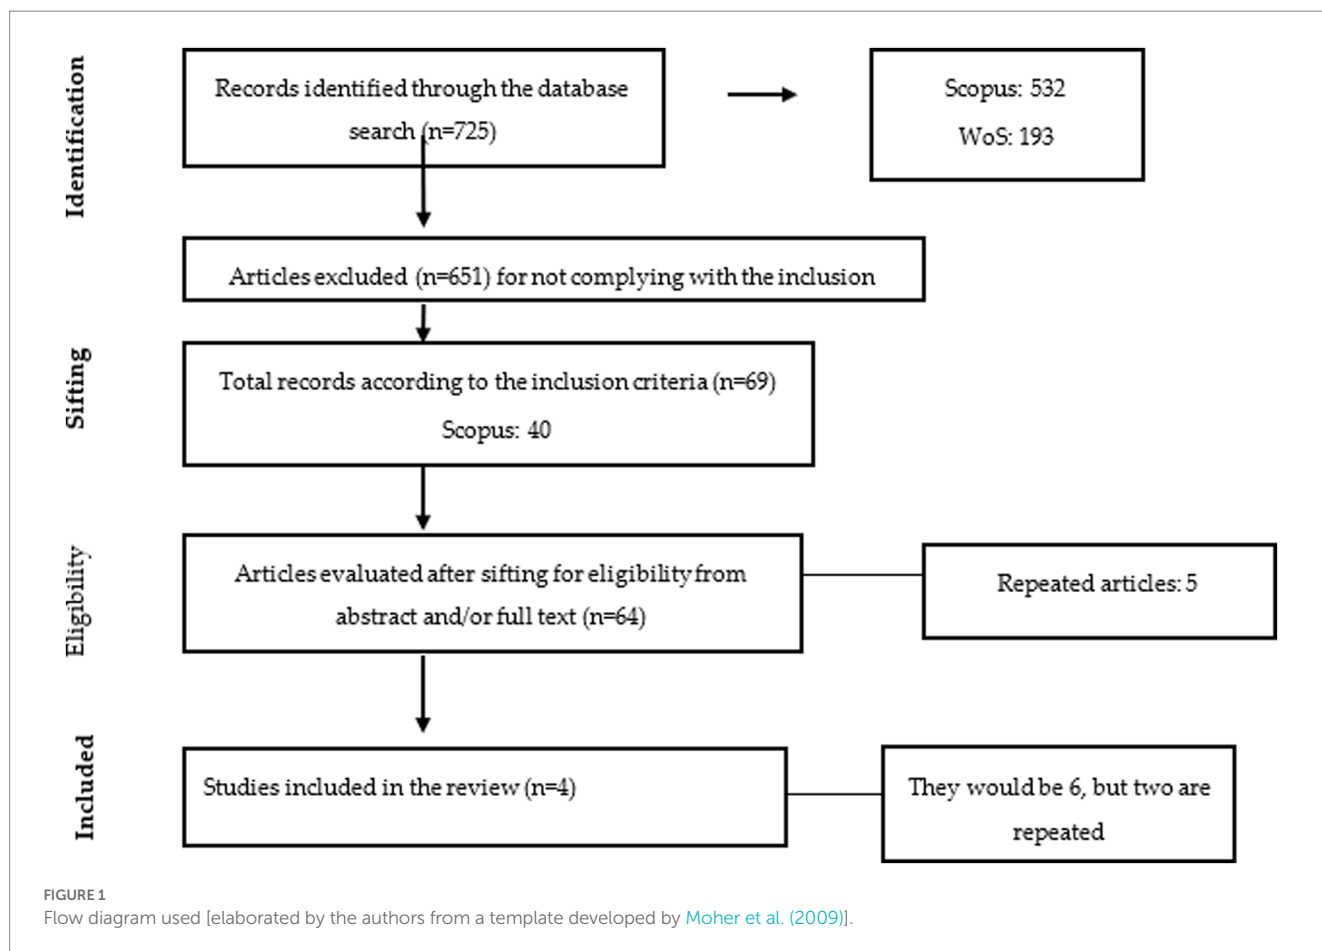 Identification
Records identified through the database
search (n=725)
Scopus: 532
WoS: 193
Articles excluded (n=651) for not complying with the inclusion
Sifting
Total records according to the inclusion criteria (n=69)
Scopus: 40
Eligibility
Articles evaluated after sifting for eligibility from
abstract and/or full text (n=64)
Repeated articles: 5
Included
Studies included in the review (n=4)
They would be 6, but two are
repeated
FIGURE 1
Flow diagram used [elaborated by the authors from a template developed by Moher et al. (2009)].